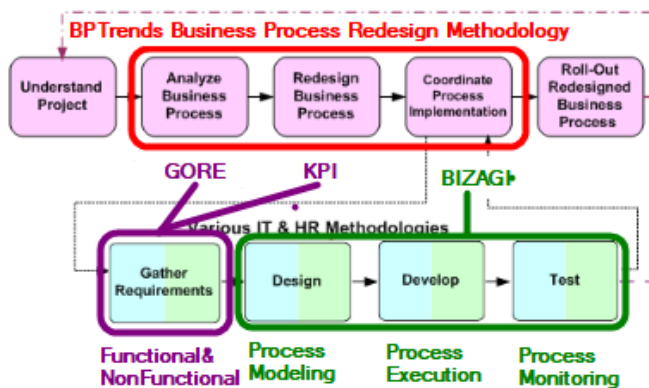 BPTrends Business Process Redesign Methodology
Understand
Project
Analyze
Business
Process
Redesign
Business
Process
Coordinate
Process
Implementation
Roll-Out
Redesigned
Business
Process
GORE
KPI
BIZAGI
Various IT & HR Methodologies
Gather
Requirements
Design
Develop
Test
Functional&
NonFunctional
Process
Modeling
Process
Execution
Process
Monitoring